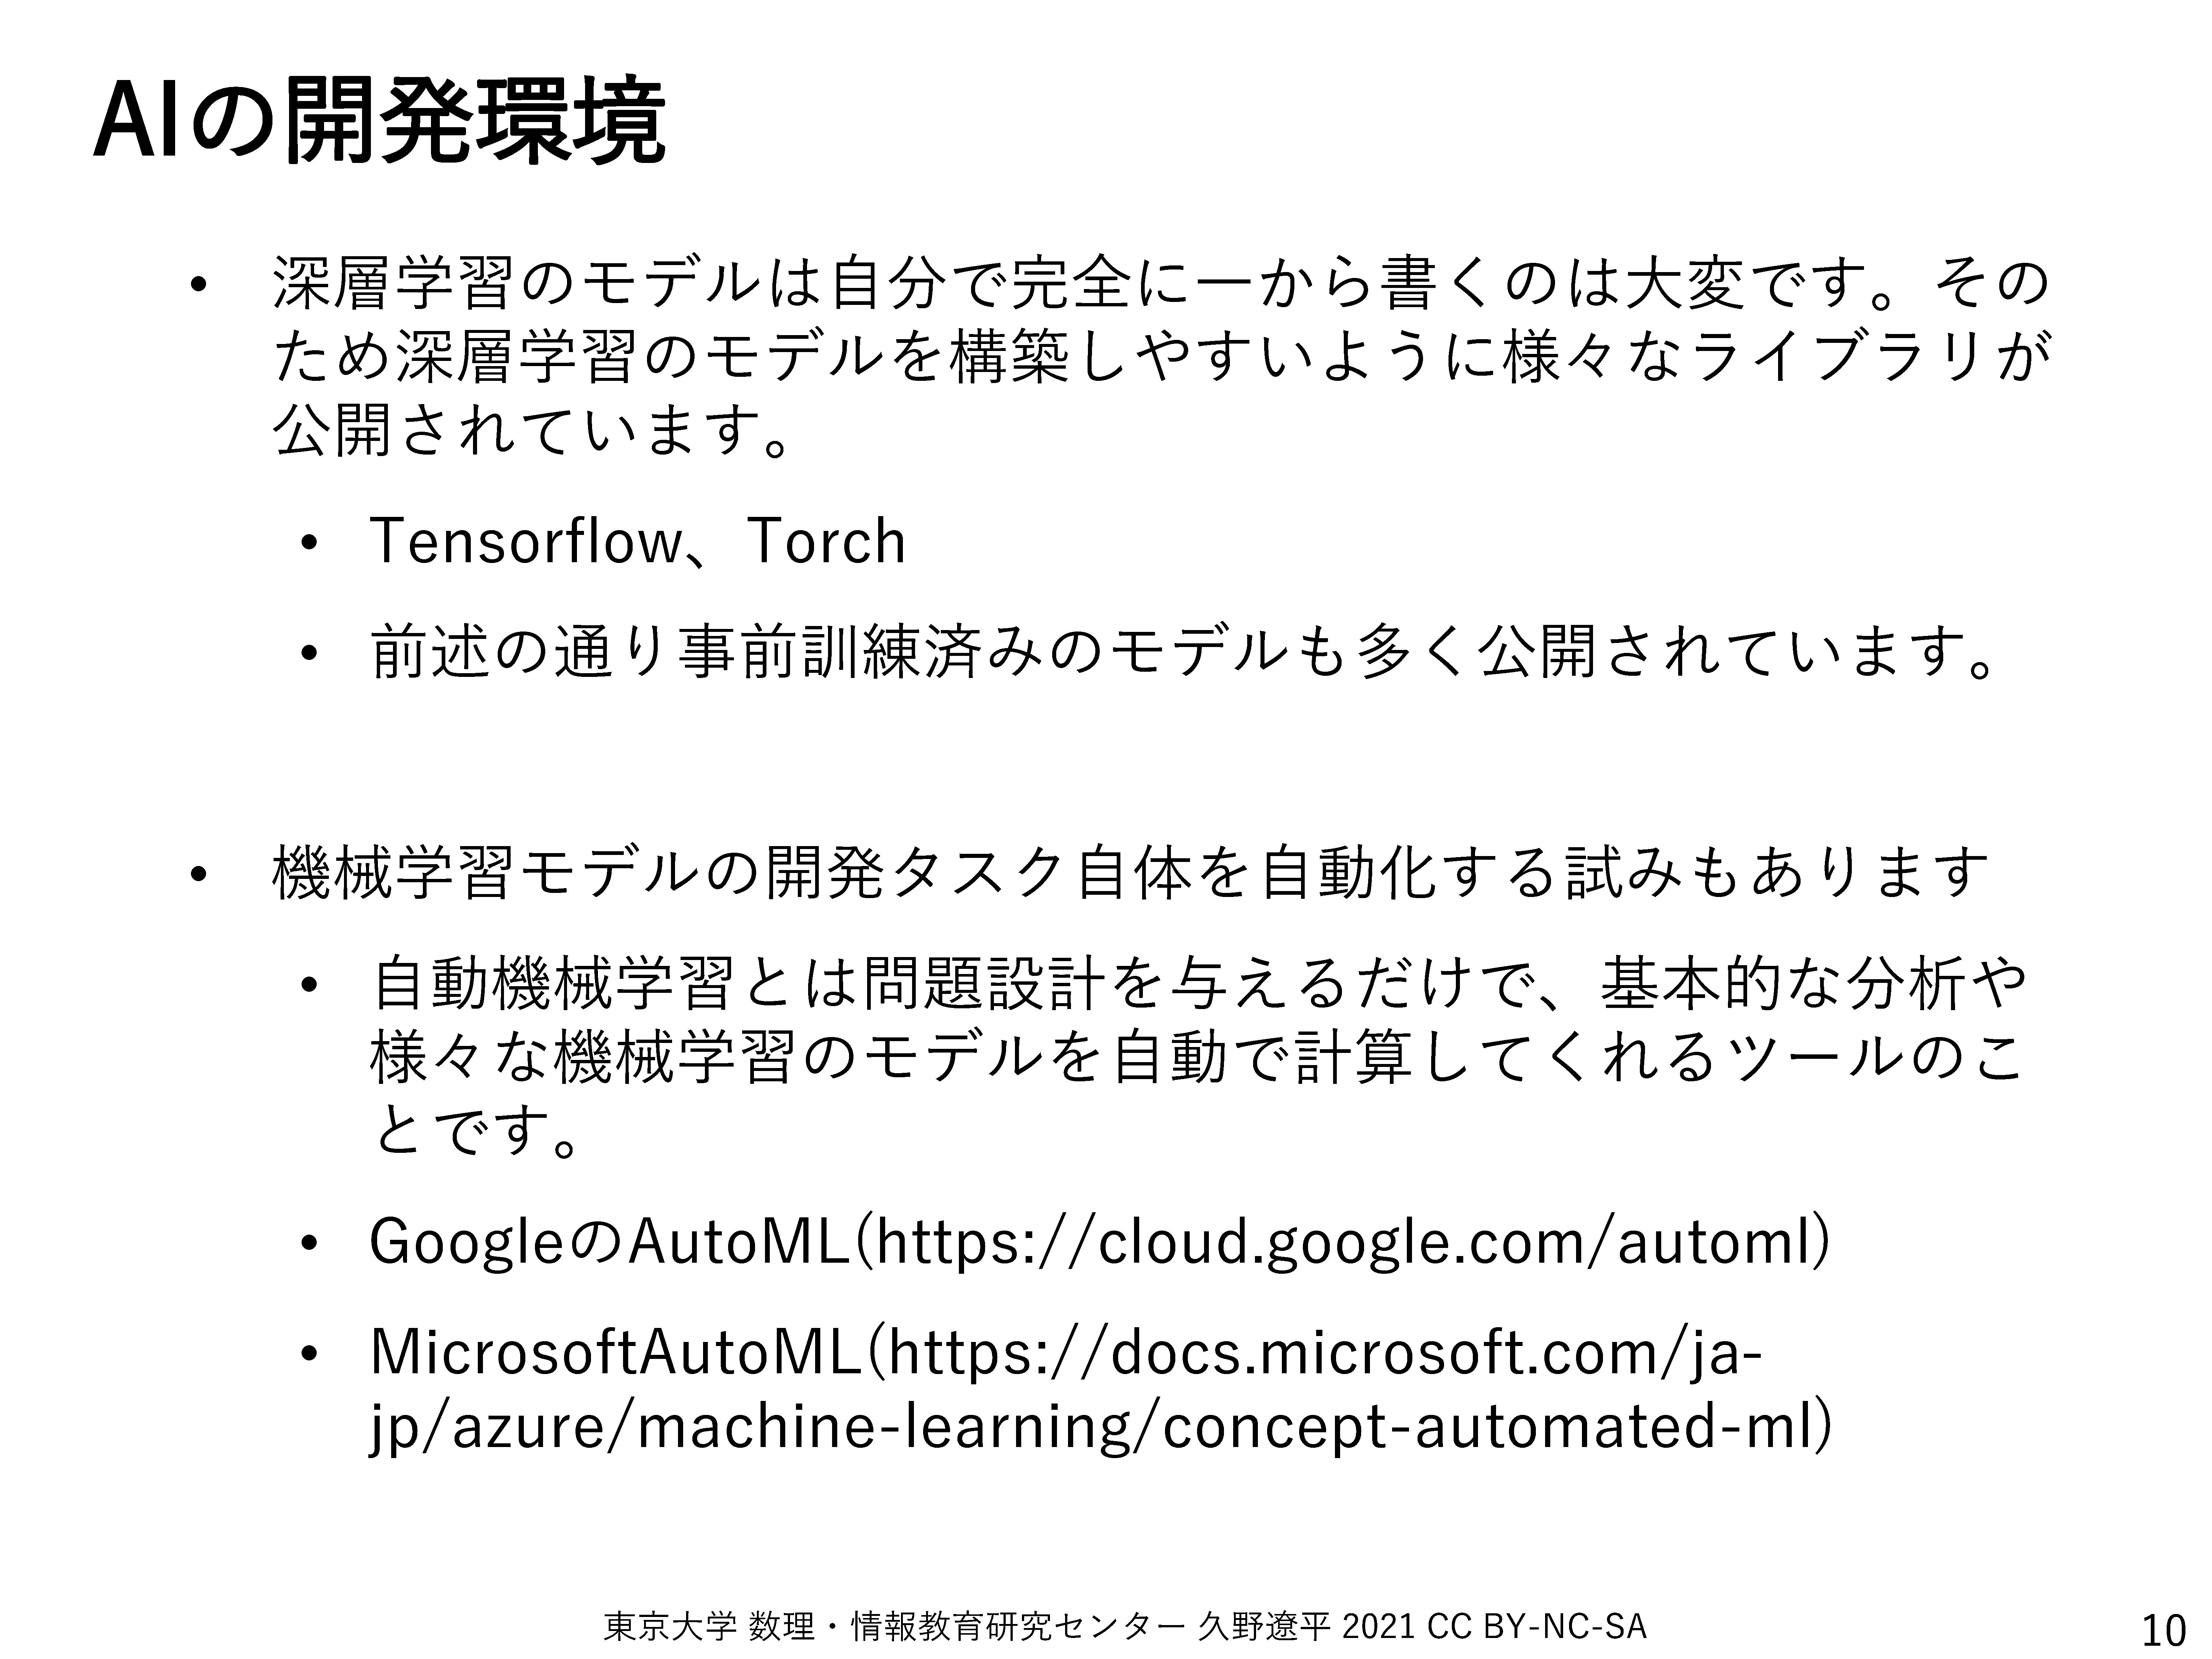 AIの開発環境
• 深層学習のモデルは自分で完全に一から書くのは大変です。その
ため深層学習のモデルを構築しやすいように様々なライブラリが
公開されています。
• Tensorflow、Torch
• 前述の通り事前訓練済みのモデルも多く公開されています。
• 機械学習モデルの開発タスク自体を自動化する試みもあります
• 自動機械学習とは問題設計を与えるだけで、基本的な分析や
様々な機械学習のモデルを自動で計算してくれるツールのこ
とです。
• GoogleのAutoML(https://cloud.google.com/automl)
• MicrosoftAutoML(https://docs.microsoft.com/ja-
jp/azure/machine-learning/concept-automated-ml)
東京大学 数理・情報教育研究センター 久野遼平 2021 CC BY-NC-SA
10